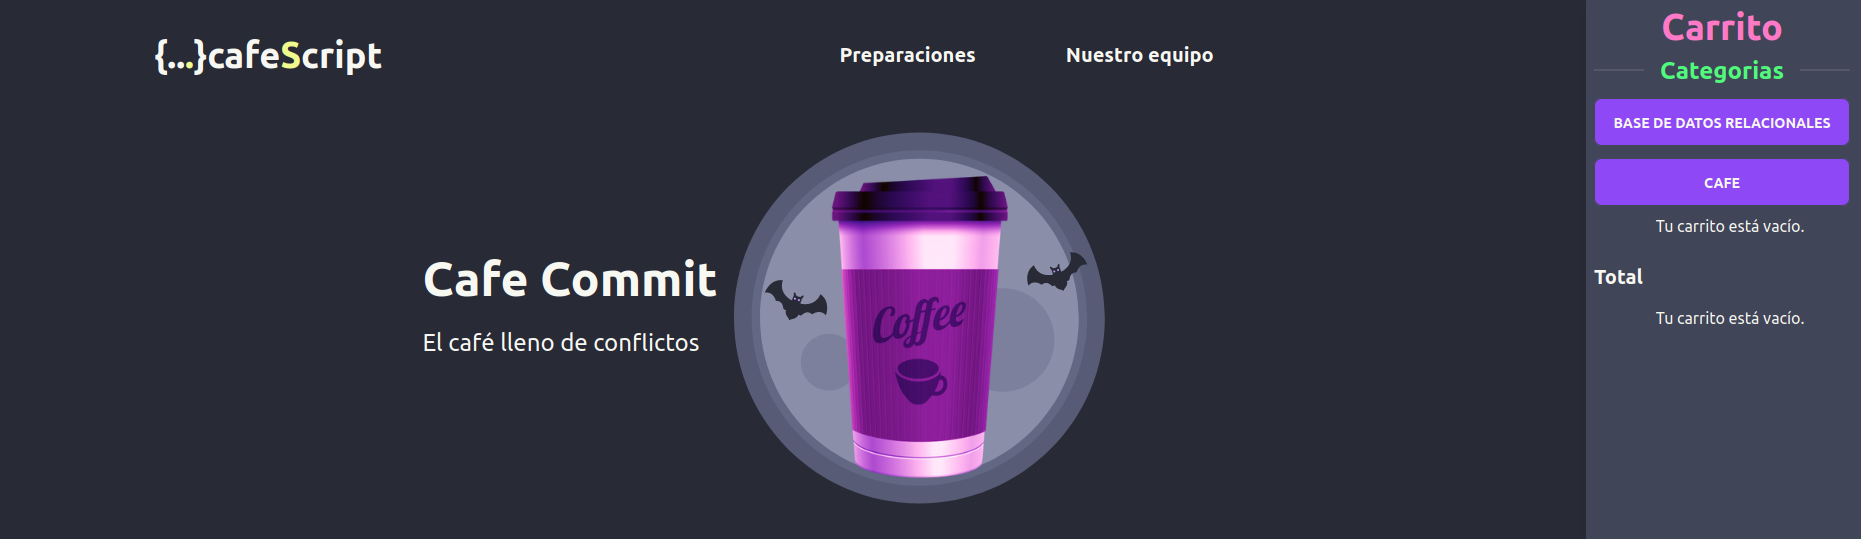 {...}cafeScript
Preparaciones
Nuestro equipo
Cafe Commit
El café lleno de conflictos
Coffee
Carrito
Categorias
BASE DE DATOS RELACIONALES
CAFE
Tu carrito está vacío.
Total
Tu carrito está vacío.